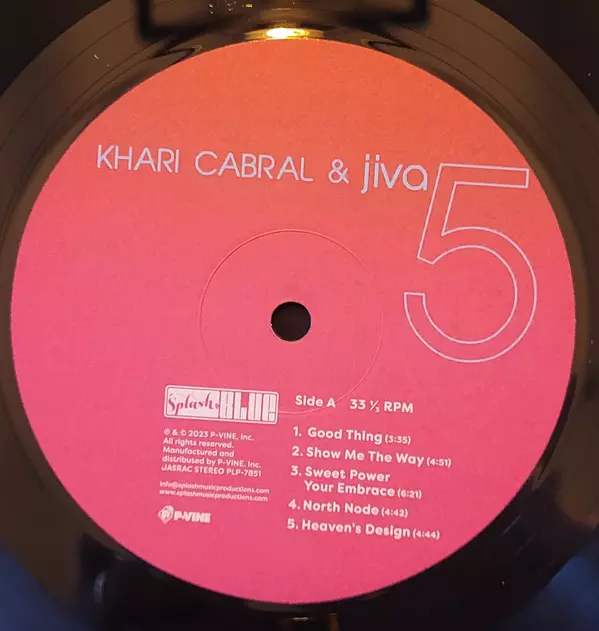 KHARI CABRAL & jiva
5
Splash BLUE
Side A 33 ⅓ RPM
℗ & © 2023 P-VINE, Inc.
All rights reserved.
Manufactured and
distributed by P-VINE, Inc.
JASRAC STEREO PLP-7851
info@splashmusicproductions.com
www.splashmusicproductions.com
P-VINE
1. Good Thing (3:35)
2. Show Me The Way (4:51)
3. Sweet Power
Your Embrace (6:21)
4. North Node (4:42)
5. Heaven's Design (4:44)